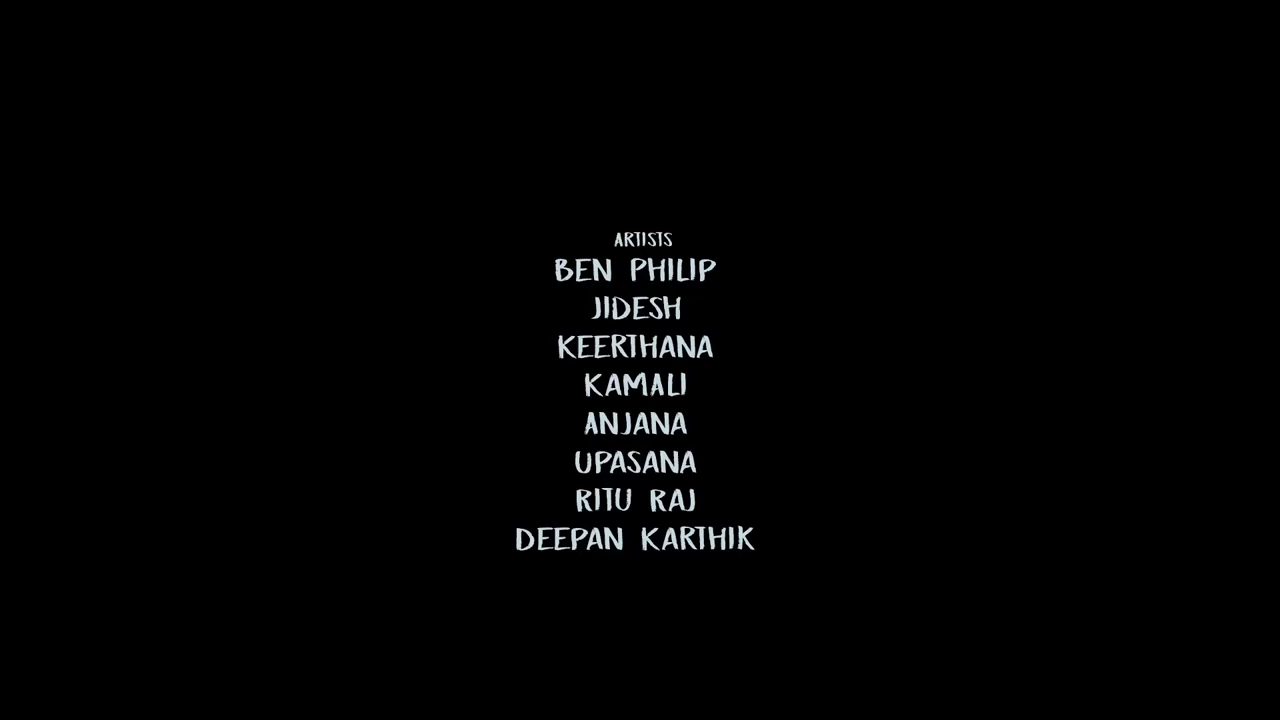 ARTISTS
BEN PHILIP
JIDESH
KEERTHANA
KAMALI
ANJANA
UPASANA
RITU RAJ
DEEPAN KARTHIK